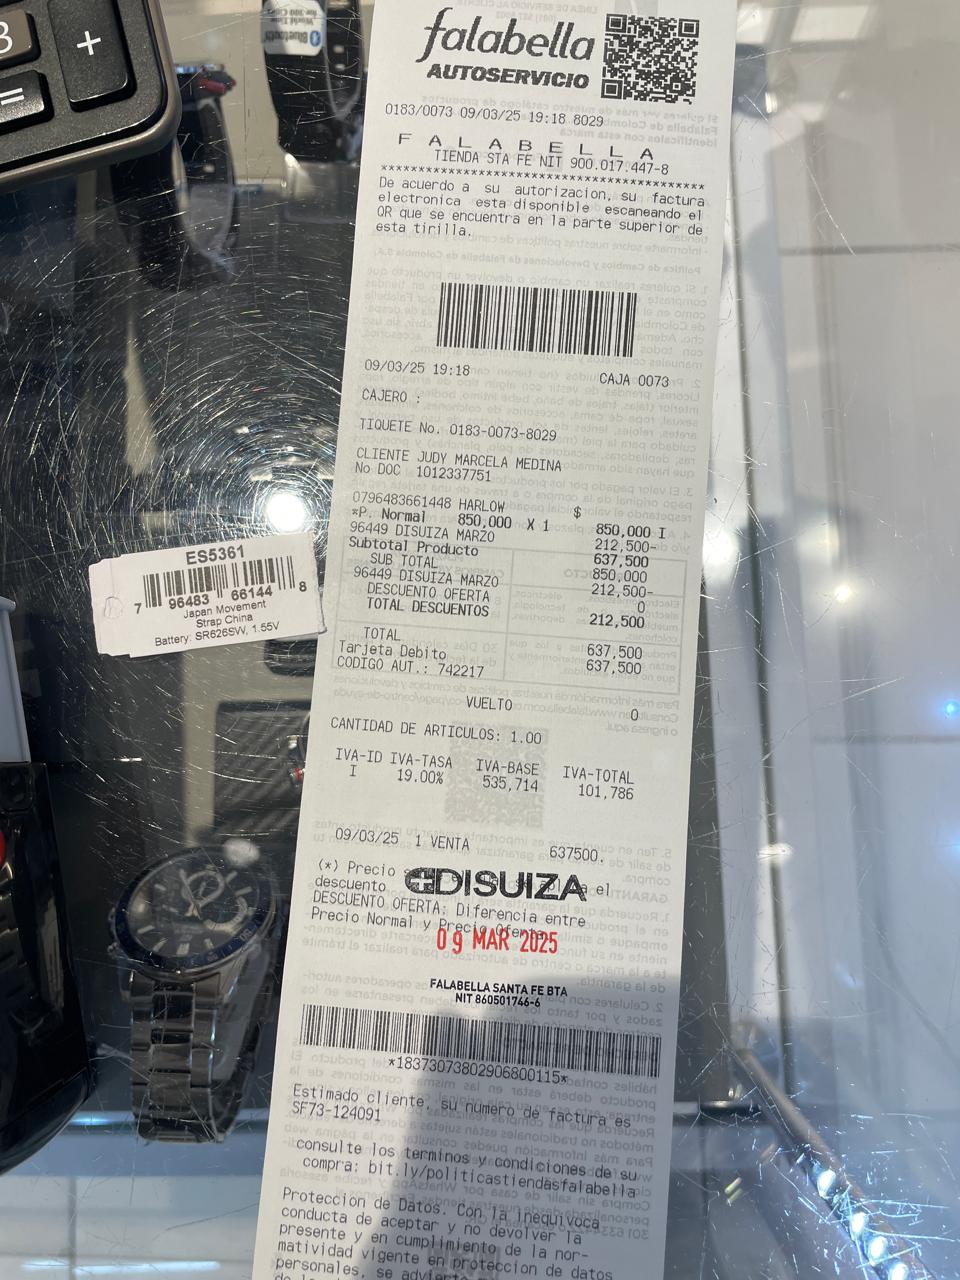 falabella
AUTOSERVICIO
0183/0073 09/03/25 19:18 8029
F A L A B E L L A
TIENDA STA FE NIT 900.017.447-8
****************************************
De acuerdo a su autorizacion, su factura
electronica esta disponible escaneando el
QR que se encuentra en la parte superior de
esta tirilla.
09/03/25 19:18 CAJA 0073
CAJERO :
TIQUETE No. 0183-0073-8029
CLIENTE JUDY MARCELA MEDINA
No DOC 1012337751
0796483661448 HARLOW $
*P. Normal 850,000 X 1 850,000 I
96449 DISUIZA MARZO 212,500-
Subtotal Producto 637,500
SUB TOTAL 850,000
96449 DISUIZA MARZO 212,500-
DESCUENTO OFERTA 0
TOTAL DESCUENTOS 212,500
TOTAL 637,500
Tarjeta Debito 637,500
CODIGO AUT.: 742217
VUELTO 0
CANTIDAD DE ARTICULOS: 1.00
IVA-ID IVA-TASA IVA-BASE IVA-TOTAL
I 19.00% 535,714 101,786
09/03/25 1 VENTA 637500.
(*) Precio el
descuento
DISUIZA
DESCUENTO OFERTA: Diferencia entre
Precio Normal y Precio Oferta
09 MAR 2025
FALABELLA SANTA FE BTA
NIT 860501746-6
*18373073802906800115*
Estimado cliente, su numero de factura es
SF73-124091
consulte los terminos y condiciones de su
compra: bit.ly/politicastiendasfalabella
Proteccion de Datos. Con la inequivoca
conducta de aceptar y no devolver la
presente y en cumplimiento de la nor-
matividad vigente en proteccion de datos
personales, se
ES5361
7 96483 66144 8
Japan Movement
Strap China
Battery: SR626SW, 1.55V
3
+
=
Bluetooth